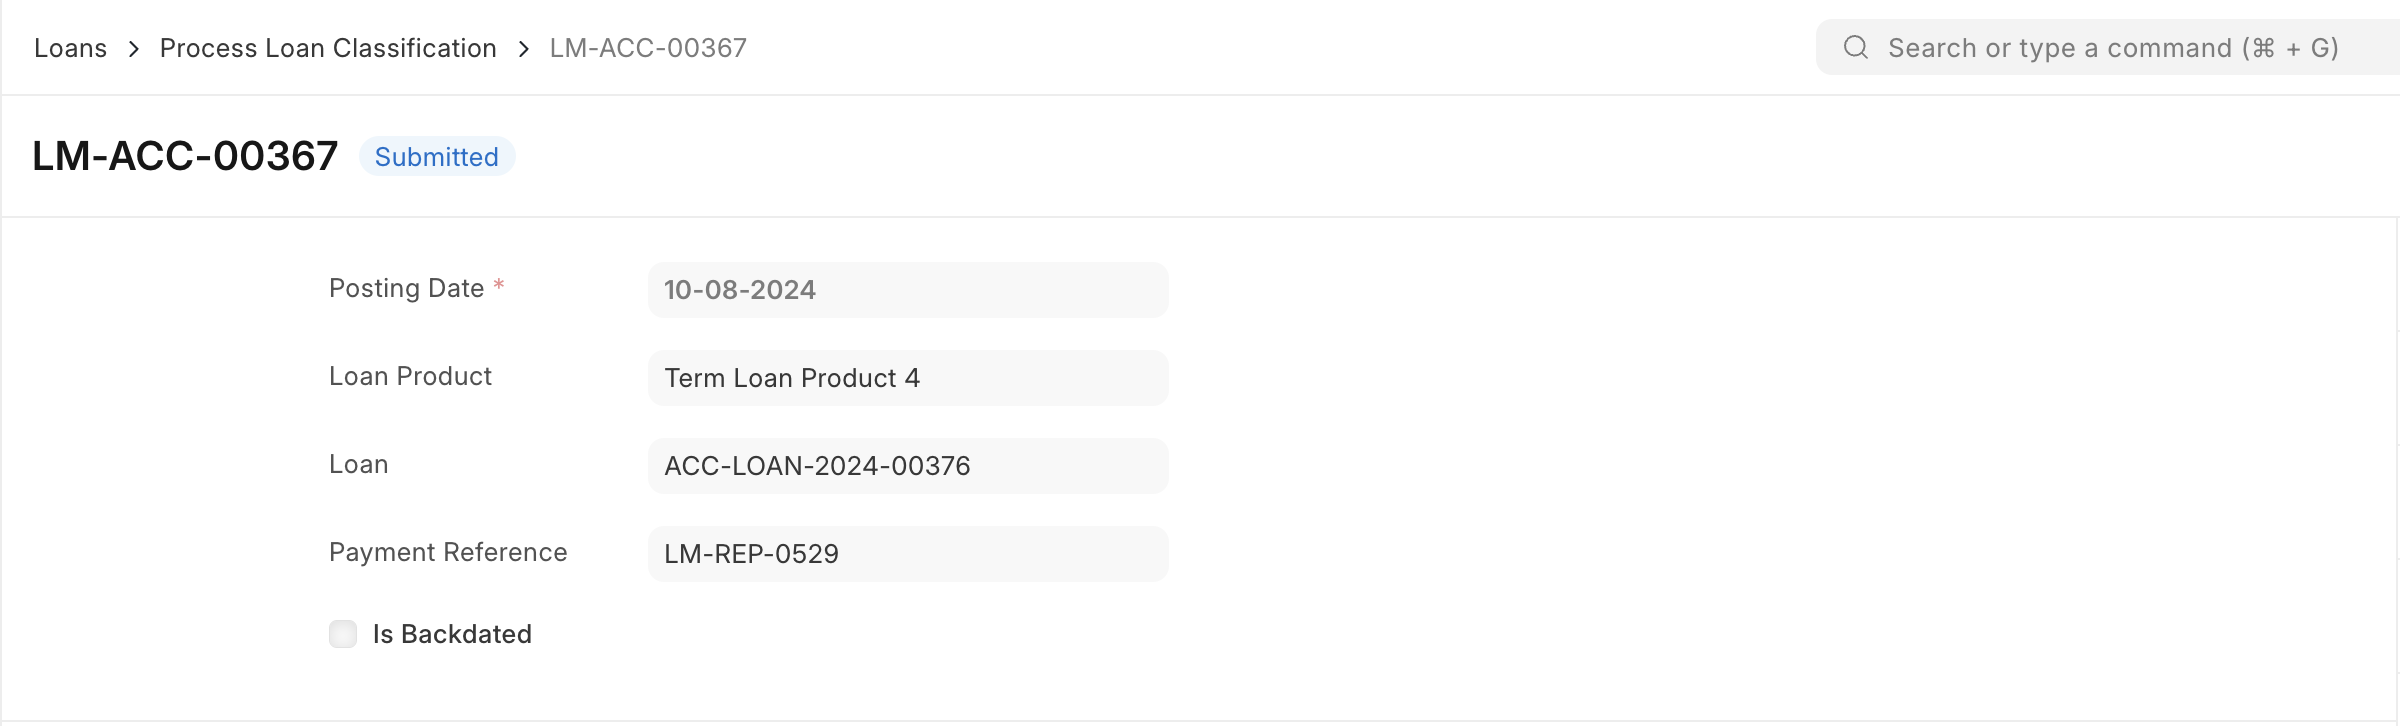 Loans > Process Loan Classification > LM-ACC-00367
Search or type a command (⌘ + G)
LM-ACC-00367 Submitted
Posting Date * 10-08-2024
Loan Product Term Loan Product 4
Loan ACC-LOAN-2024-00376
Payment Reference LM-REP-0529
Is Backdated